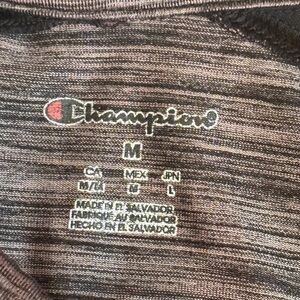 Champion
M
CA MEX JPN
M/M M L
MADE IN EL SALVADOR
FABRIQUÉ AU SALVADOR
HECHO EN EL SALVADOR